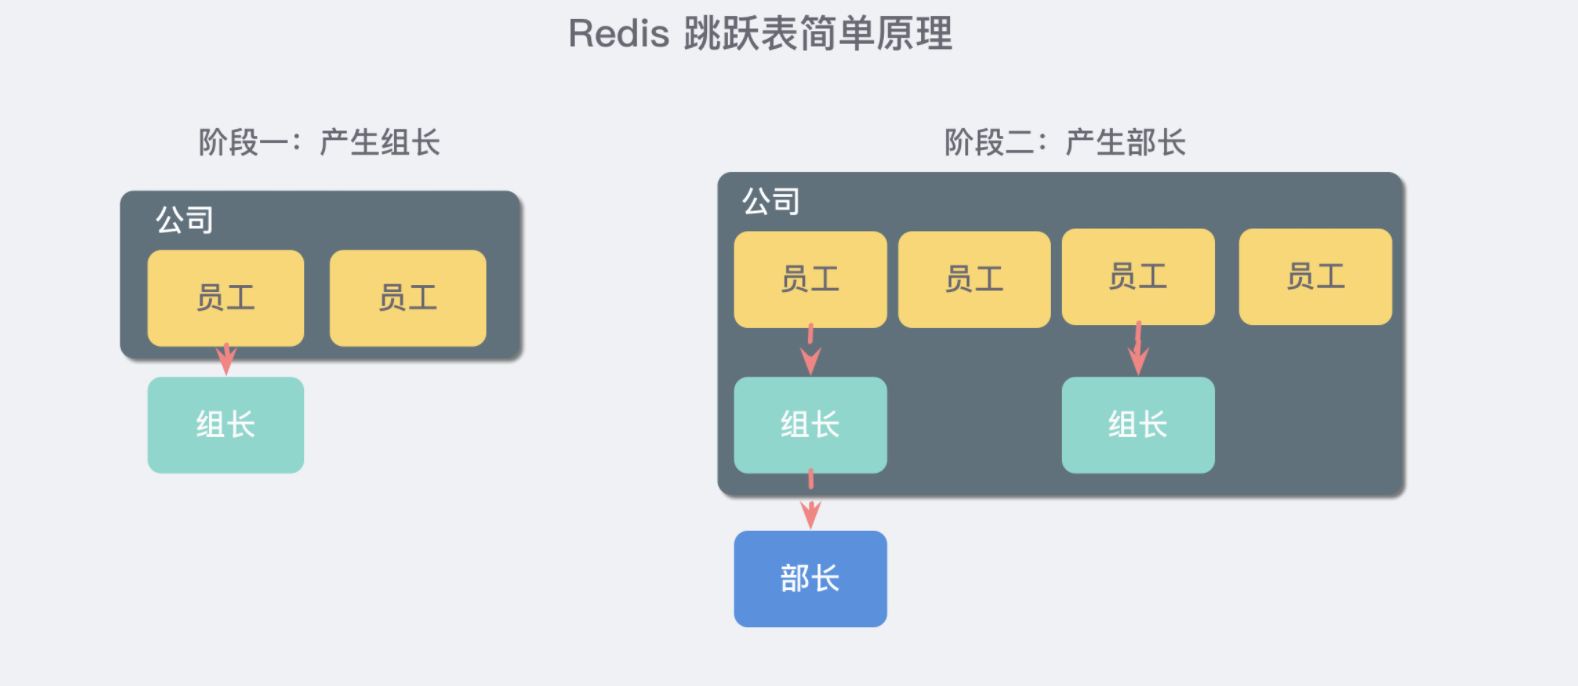 Redis 跳跃表简单原理
阶段一：产生组长
公司
员工
员工
组长
阶段二：产生部长
公司
员工
员工
员工
员工
组长
组长
部长